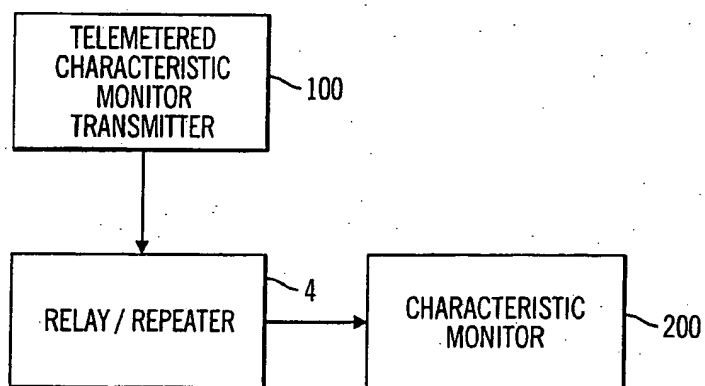 TELEMETERED
CHARACTERISTIC
MONITOR
TRANSMITTER
100
RELAY / REPEATER
4
CHARACTERISTIC
MONITOR
200